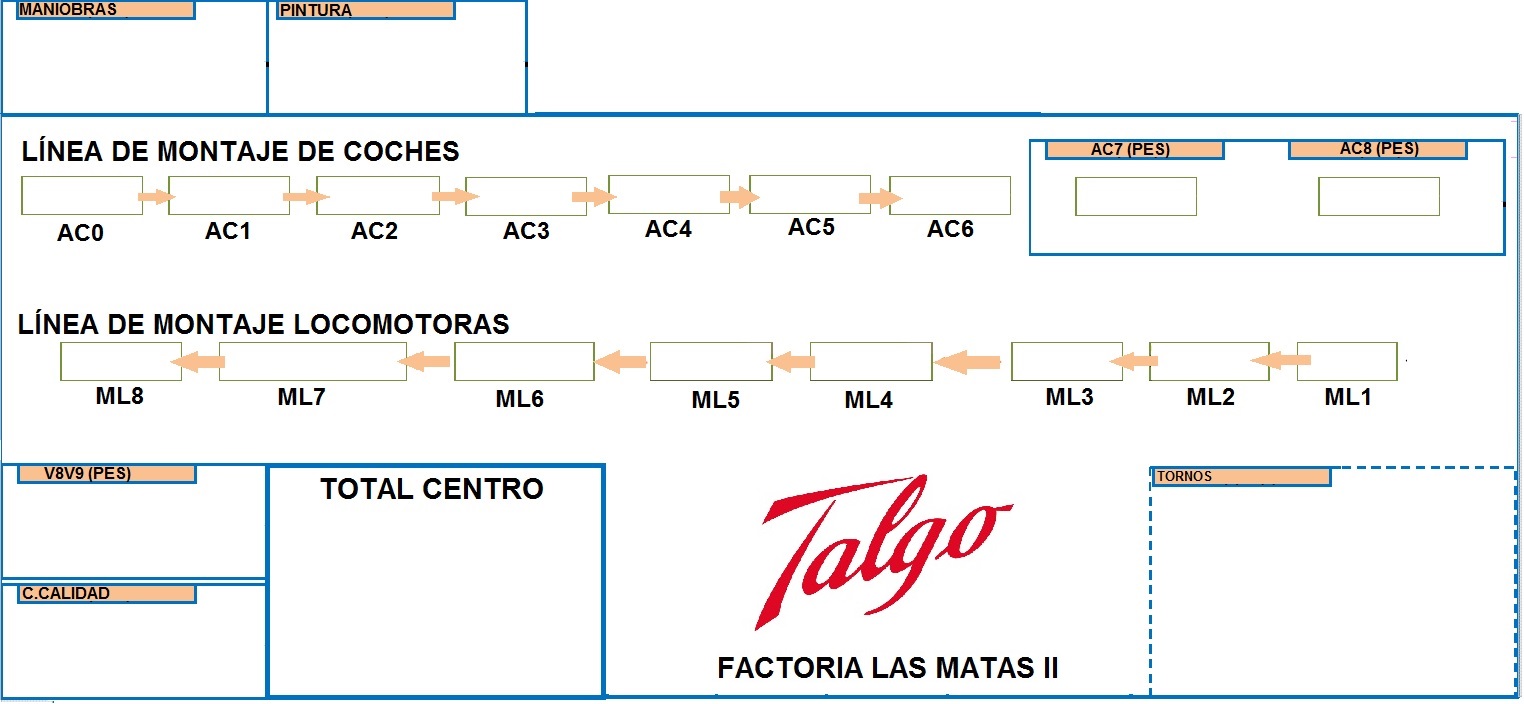 MANIOBRAS
PINTURA
LÍNEA DE MONTAJE DE COCHES
AC7 (PES)
AC8 (PES)
AC0
AC1
AC2
AC3
AC4
AC5
AC6
LÍNEA DE MONTAJE LOCOMOTORAS
ML8
ML7
ML6
ML5
ML4
ML3
ML2
ML1
V8V9 (PES)
TOTAL CENTRO
Talgo
TORNOS
C.CALIDAD
FACTORIA LAS MATAS II